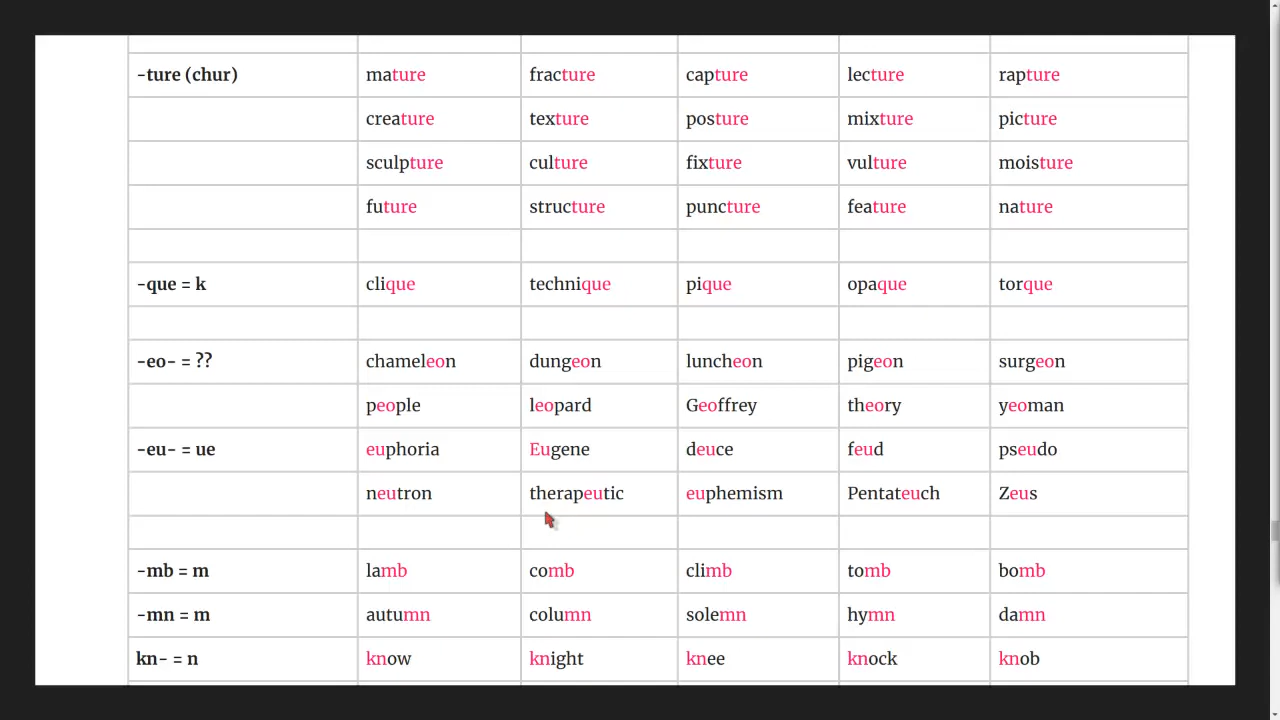 -ture (chur) mature fracture capture lecture rapture
creature texture posture mixture picture
sculpture culture fixture vulture moisture
future structure puncture feature nature
-que = k clique technique pique opaque torque
-eo- = ?? chameleon dungeon luncheon pigeon surgeon
people leopard Geoffrey theory yeoman
-eu- = ue euphoria Eugene deuce feud pseudo
neutron therapeutic euphemism Pentateuch Zeus
-mb = m lamb comb climb tomb bomb
-mn = m autumn column solemn hymn damn
kn- = n know knight knee knock knob